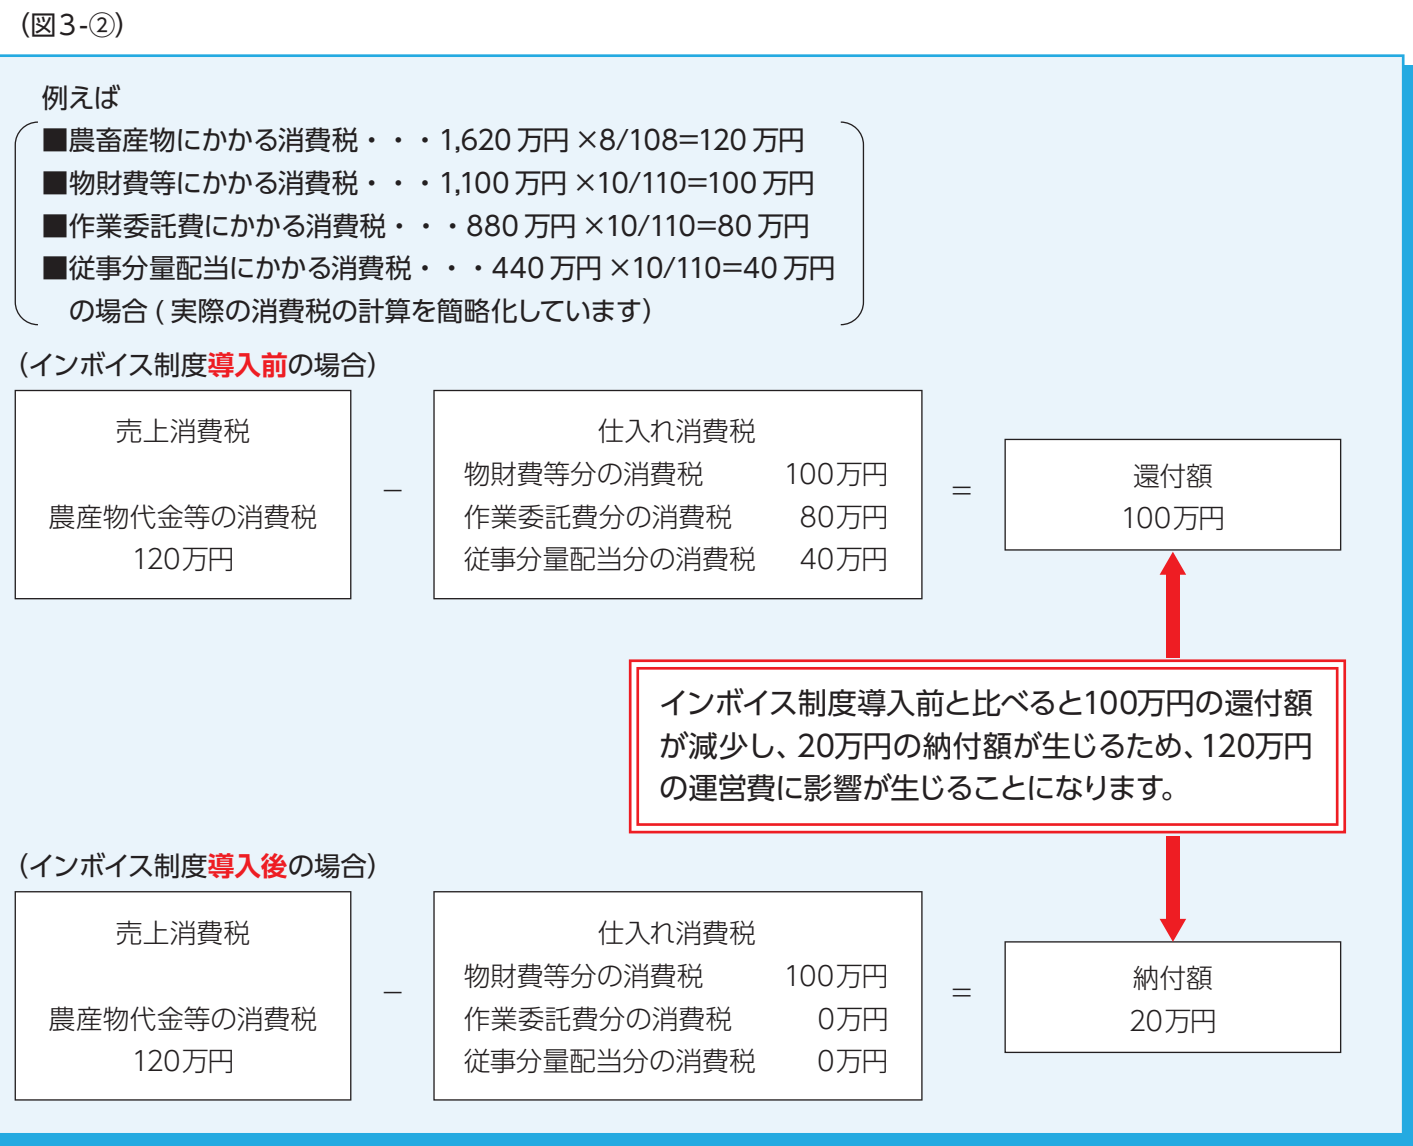 (図3-②)
例えば
■農畜産物にかかる消費税・・・1,620万円×8/108=120万円
■物財費等にかかる消費税・・・1,100万円×10/110=100万円
■作業委託費にかかる消費税・・・880万円×10/110=80万円
■従事分量配当にかかる消費税・・・440万円×10/110=40万円
の場合(実際の消費税の計算を簡略化しています)
(インボイス制度導入前の場合)
売上消費税
農産物代金等の消費税
120万円
−
仕入れ消費税
物財費等分の消費税 100万円
作業委託費分の消費税 80万円
従事分量配当分の消費税 40万円
=
還付額
100万円
インボイス制度導入前と比べると100万円の還付額
が減少し、20万円の納付額が生じるため、120万円
の運営費に影響が生じることになります。
(インボイス制度導入後の場合)
売上消費税
農産物代金等の消費税
120万円
−
仕入れ消費税
物財費等分の消費税 100万円
作業委託費分の消費税 0万円
従事分量配当分の消費税 0万円
=
納付額
20万円